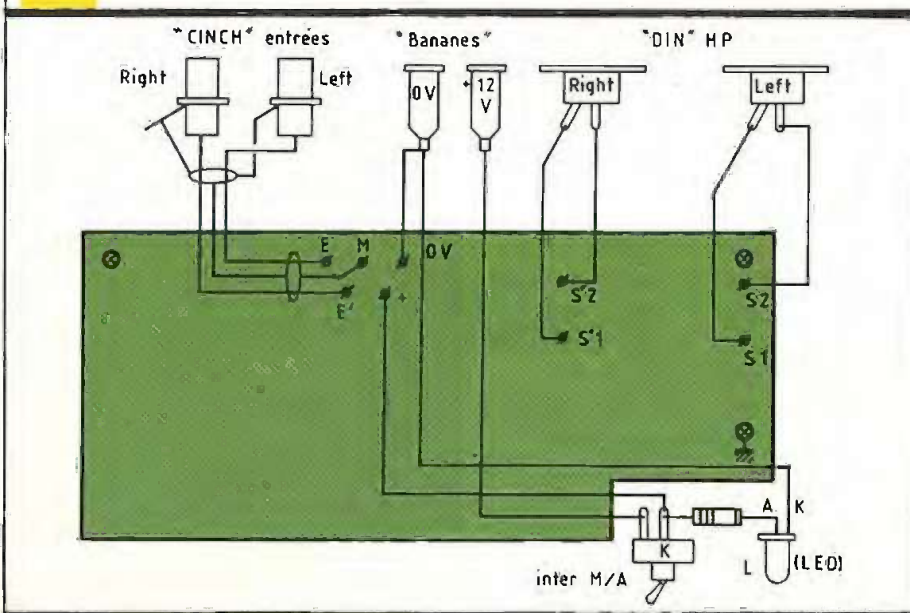 "CINCH" entrées
"Bananes"
"DIN" HP
Right
Left
0V
+ 12
V
Right
Left
E
M
0V
E'
+
S'2
S'1
S2
S1
A
K
K
L
(LED)
inter M/A